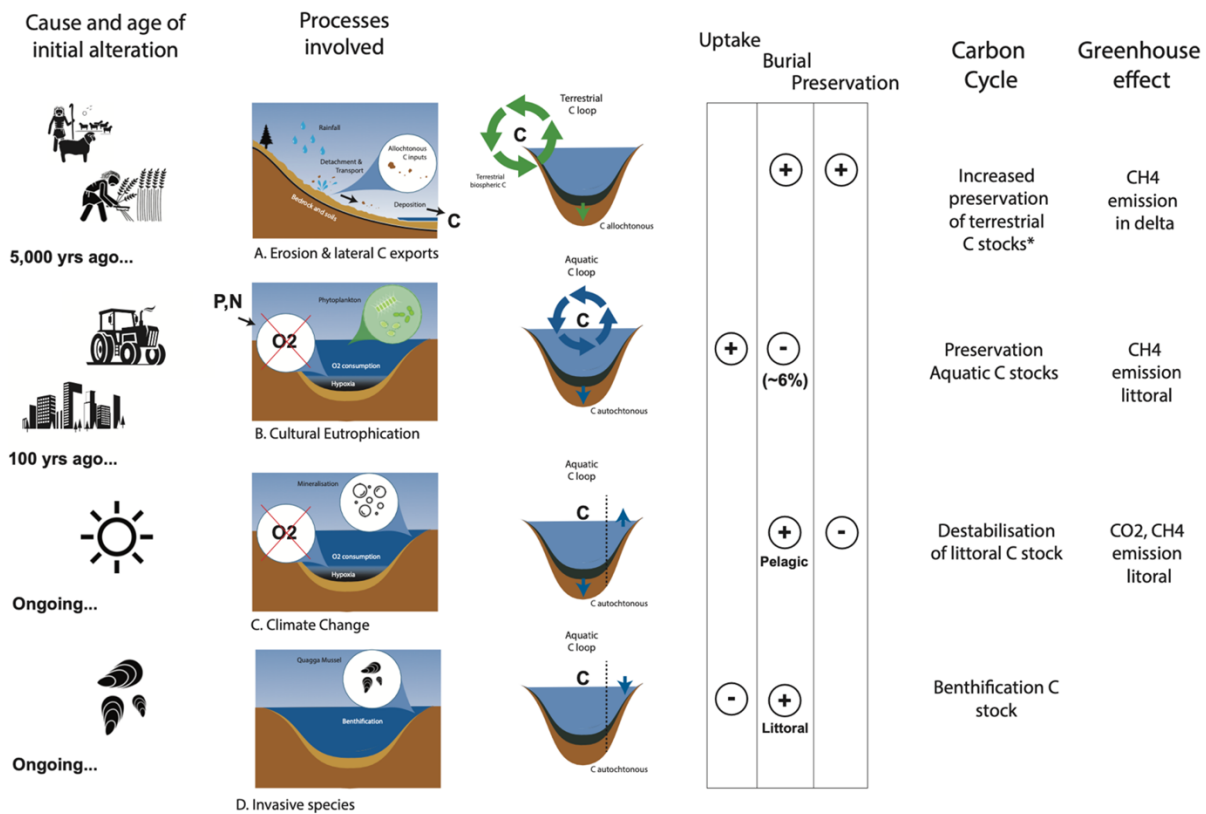 Cause and age of
initial alteration
Processes
involved
Uptake
Burial
Preservation
Carbon
Cycle
Greenhouse
effect
5,000 yrs ago...
Rainfall
Detachment &
Transport
Allochtonous
C inputs
Bedrock and soils
Deposition
C
A. Erosion & lateral C exports
Terrestrial
C loop
C
Terrestrial
biospheric C
C allochtonous
+
+
Increased
preservation
of terrestrial
C stocks*
CH4
emission
in delta
100 yrs ago...
P,N
O2
Phytoplankton
O2 consumption
Hypoxia
B. Cultural Eutrophication
Aquatic
C loop
C
C autochtonous
+
-
(~6%)
Preservation
Aquatic C stocks
CH4
emission
littoral
Ongoing...
Mineralisation
O2
O2 consumption
Hypoxia
C. Climate Change
Aquatic
C loop
C
C autochtonous
+
Pelagic
-
Destabilisation
of littoral C stock
CO2, CH4
emission
litoral
Ongoing...
Quagga Mussel
Benthification
D. Invasive species
Aquatic
C loop
C
C autochtonous
-
+
Littoral
Benthification C
stock